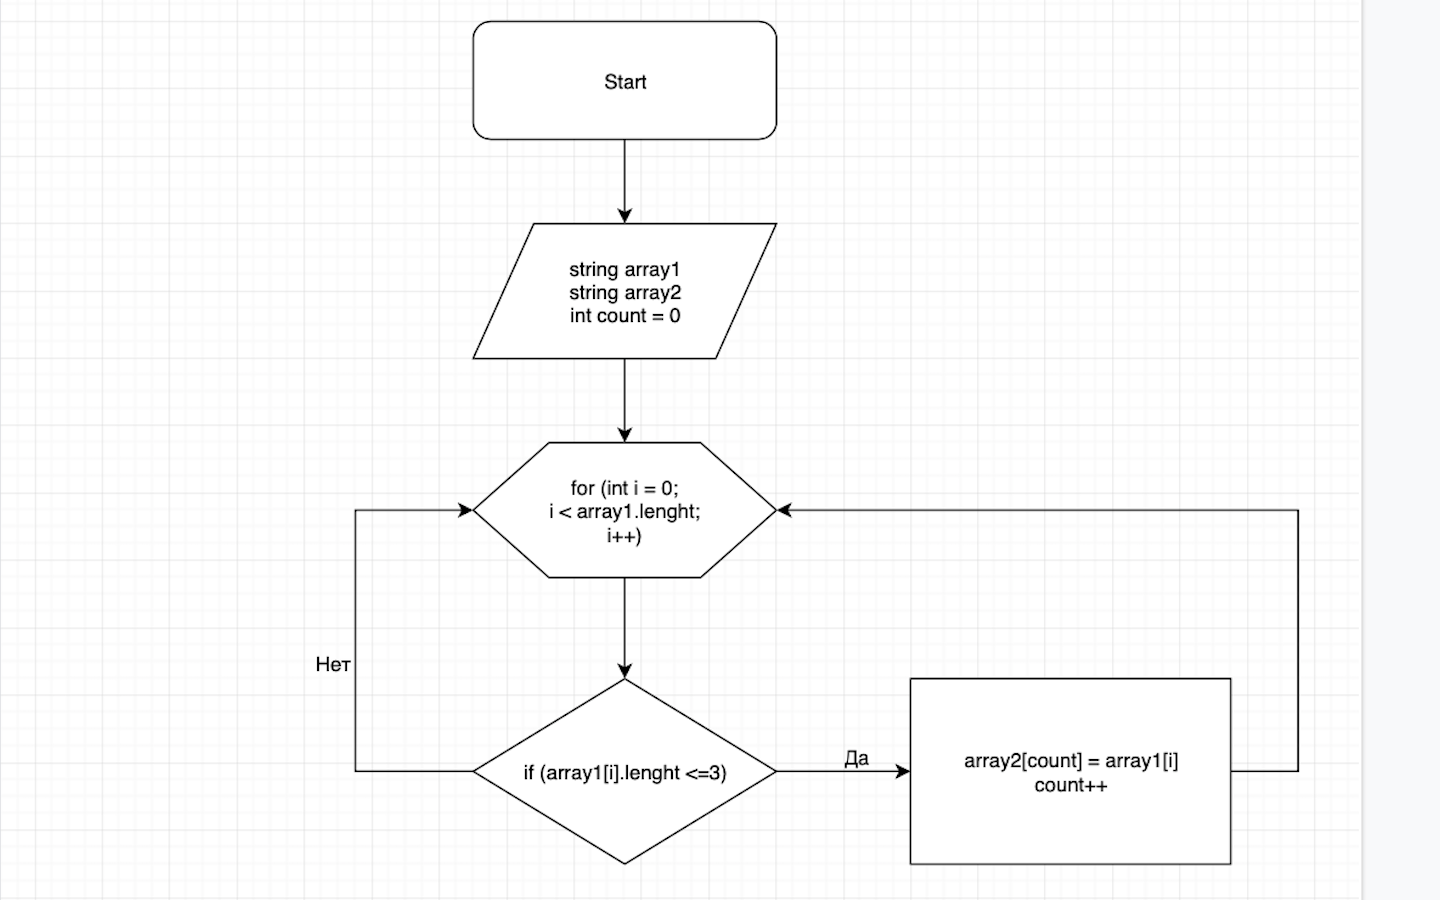 Start
string array1
string array2
int count = 0
for (int i = 0;
i < array1.lenght;
i++)
Нет
if (array1[i].lenght <=3)
Да
array2[count] = array1[i]
count++